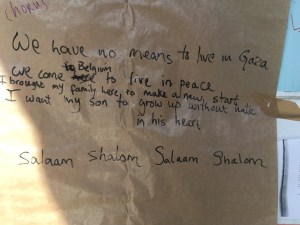 Chorus
We have no means to live in Gaza
We come to Belgium to live in peace
I brought my family here to make a new start
I want my son to grow up without hate
in his heart
Salaam Shalom Salaam Shalom